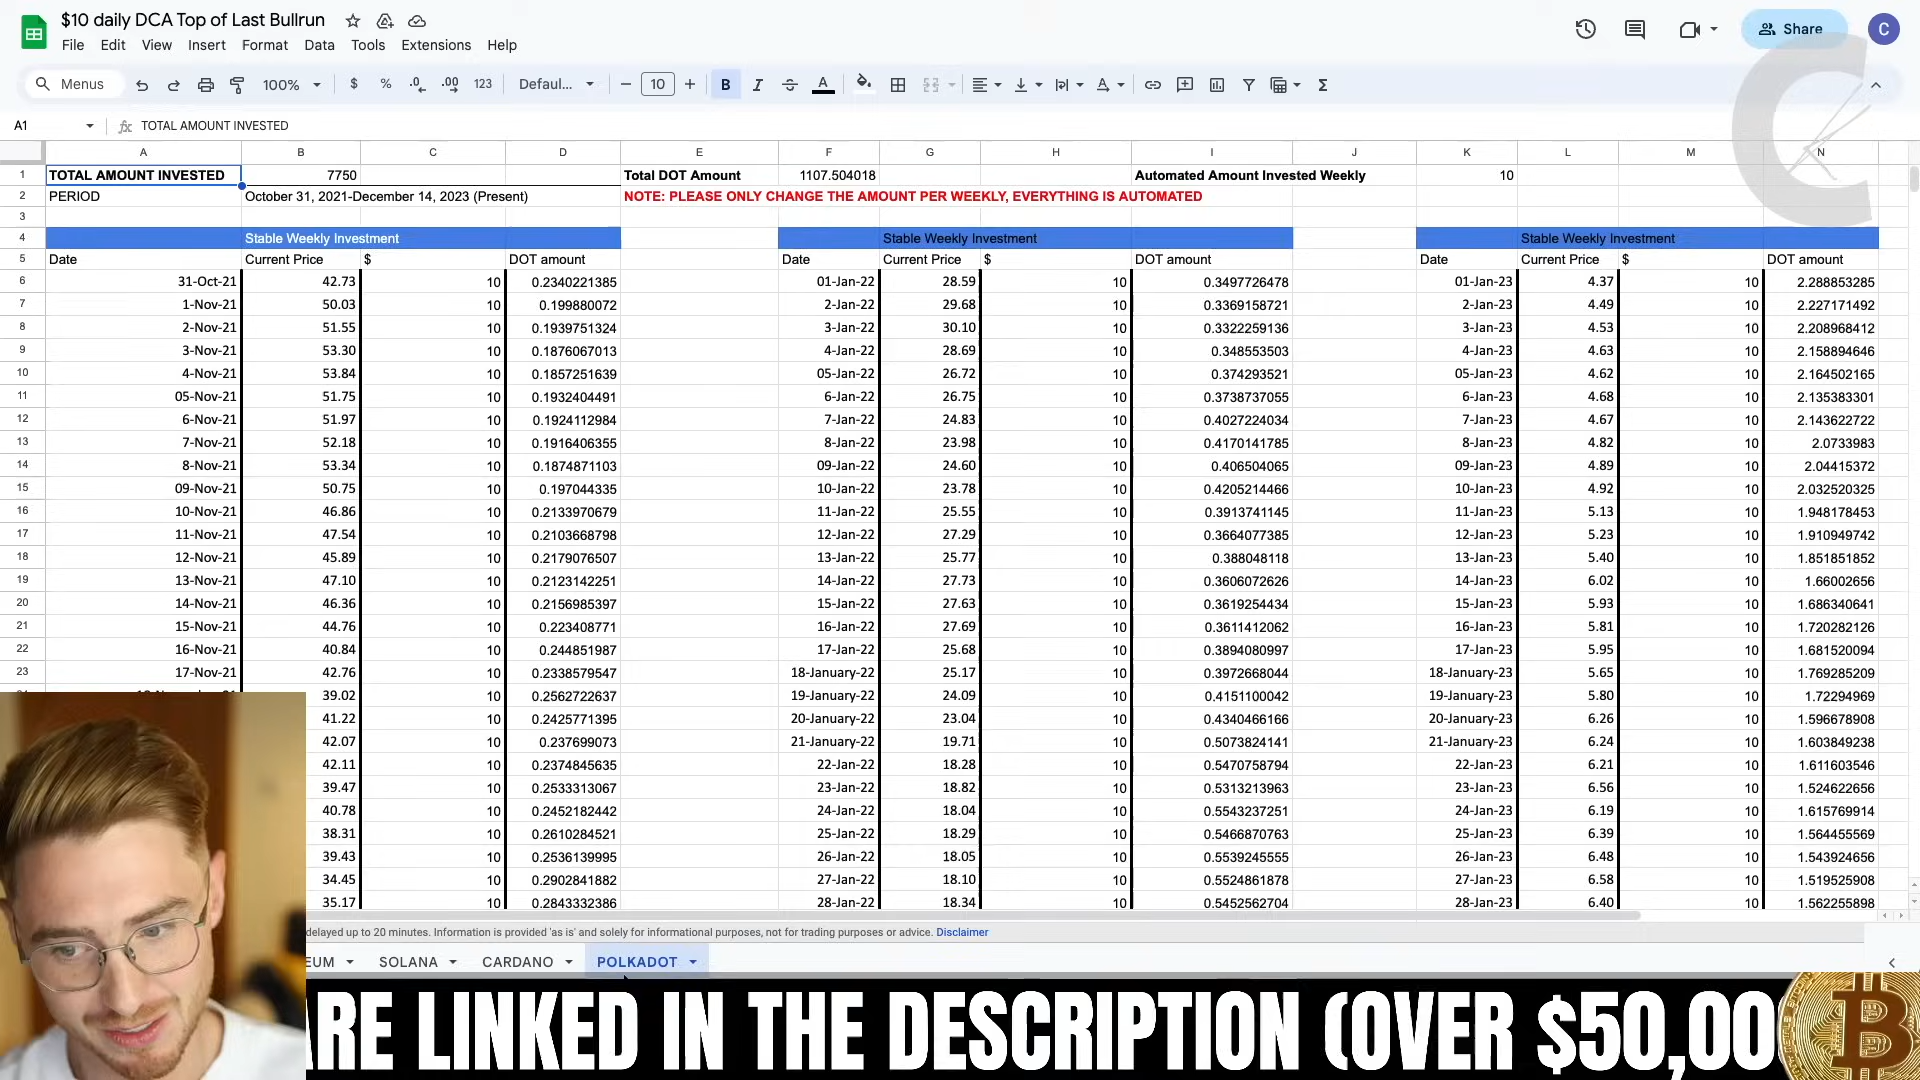 $10 daily DCA Top of Last Bullrun
File Edit View Insert Format Data Tools Extensions Help
Share
C
Menus 100% $ % .0 .00 123 Defaul... 10 B I A
A1 fx TOTAL AMOUNT INVESTED
A B C D E F G H I J K L M N
1 TOTAL AMOUNT INVESTED 7750 Total DOT Amount 1107.504018 Automated Amount Invested Weekly 10
2 PERIOD October 31, 2021-December 14, 2023 (Present) NOTE: PLEASE ONLY CHANGE THE AMOUNT PER WEEKLY, EVERYTHING IS AUTOMATED
3
4 Stable Weekly Investment Stable Weekly Investment Stable Weekly Investment
5 Date Current Price $ DOT amount Date Current Price $ DOT amount Date Current Price $ DOT amount
6 31-Oct-21 42.73 10 0.2340221385 01-Jan-22 28.59 10 0.3497726478 01-Jan-23 4.37 10 2.288853285
7 1-Nov-21 50.03 10 0.199880072 2-Jan-22 29.68 10 0.3369158721 2-Jan-23 4.49 10 2.227171492
8 2-Nov-21 51.55 10 0.1939751324 3-Jan-22 30.10 10 0.3322259136 3-Jan-23 4.53 10 2.208968412
9 3-Nov-21 53.30 10 0.1876067013 4-Jan-22 28.69 10 0.348553503 4-Jan-23 4.63 10 2.158894646
10 4-Nov-21 53.84 10 0.1857251639 05-Jan-22 26.72 10 0.374293521 05-Jan-23 4.62 10 2.164502165
11 05-Nov-21 51.75 10 0.1932404491 6-Jan-22 26.75 10 0.3738737055 6-Jan-23 4.68 10 2.135383301
12 6-Nov-21 51.97 10 0.1924112984 7-Jan-22 24.83 10 0.4027224034 7-Jan-23 4.67 10 2.143622722
13 7-Nov-21 52.18 10 0.1916406355 8-Jan-22 23.98 10 0.4170141785 8-Jan-23 4.82 10 2.0733983
14 8-Nov-21 53.34 10 0.1874871103 09-Jan-22 24.60 10 0.406504065 09-Jan-23 4.89 10 2.04415372
15 09-Nov-21 50.75 10 0.197044335 10-Jan-22 23.78 10 0.4205214466 10-Jan-23 4.92 10 2.032520325
16 10-Nov-21 46.86 10 0.2133970679 11-Jan-22 25.55 10 0.3913741145 11-Jan-23 5.13 10 1.948178453
17 11-Nov-21 47.54 10 0.2103668798 12-Jan-22 27.29 10 0.3664077385 12-Jan-23 5.23 10 1.910949742
18 12-Nov-21 45.89 10 0.2179076507 13-Jan-22 25.77 10 0.388048118 13-Jan-23 5.40 10 1.851851852
19 13-Nov-21 47.10 10 0.2123142251 14-Jan-22 27.73 10 0.3606072626 14-Jan-23 6.02 10 1.66002656
20 14-Nov-21 46.36 10 0.2156985397 15-Jan-22 27.63 10 0.3619254434 15-Jan-23 5.93 10 1.686340641
21 15-Nov-21 44.76 10 0.223408771 16-Jan-22 27.69 10 0.3611412062 16-Jan-23 5.81 10 1.720282126
22 16-Nov-21 40.84 10 0.244851987 17-Jan-22 25.68 10 0.3894080997 17-Jan-23 5.95 10 1.681520094
23 17-Nov-21 42.76 10 0.2338579547 18-January-22 25.17 10 0.3972668044 18-January-23 5.65 10 1.769285209
39.02 10 0.2562722637 19-January-22 24.09 10 0.4151100042 19-January-23 5.80 10 1.72294969
41.22 10 0.2425771395 20-January-22 23.04 10 0.4340466166 20-January-23 6.26 10 1.596678908
42.07 10 0.237699073 21-January-22 19.71 10 0.5073824141 21-January-23 6.24 10 1.603849238
42.11 10 0.2374845635 22-Jan-22 18.28 10 0.5470758794 22-Jan-23 6.21 10 1.611603546
39.47 10 0.2533313067 23-Jan-22 18.82 10 0.5313213963 23-Jan-23 6.56 10 1.524622656
40.78 10 0.2452182442 24-Jan-22 18.04 10 0.5543237251 24-Jan-23 6.19 10 1.615769914
38.31 10 0.2610284521 25-Jan-22 18.29 10 0.5466870763 25-Jan-23 6.39 10 1.564455569
39.43 10 0.2536139995 26-Jan-22 18.05 10 0.5539245555 26-Jan-23 6.48 10 1.543924656
34.45 10 0.2902841882 27-Jan-22 18.10 10 0.5524861878 27-Jan-23 6.58 10 1.519525908
35.17 10 0.2843332386 28-Jan-22 18.34 10 0.5452562704 28-Jan-23 6.40 10 1.562255898
delayed up to 20 minutes. Information is provided 'as is' and solely for informational purposes, not for trading purposes or advice. Disclaimer
EUM SOLANA CARDANO POLKADOT
ARE LINKED IN THE DESCRIPTION (OVER $50,00